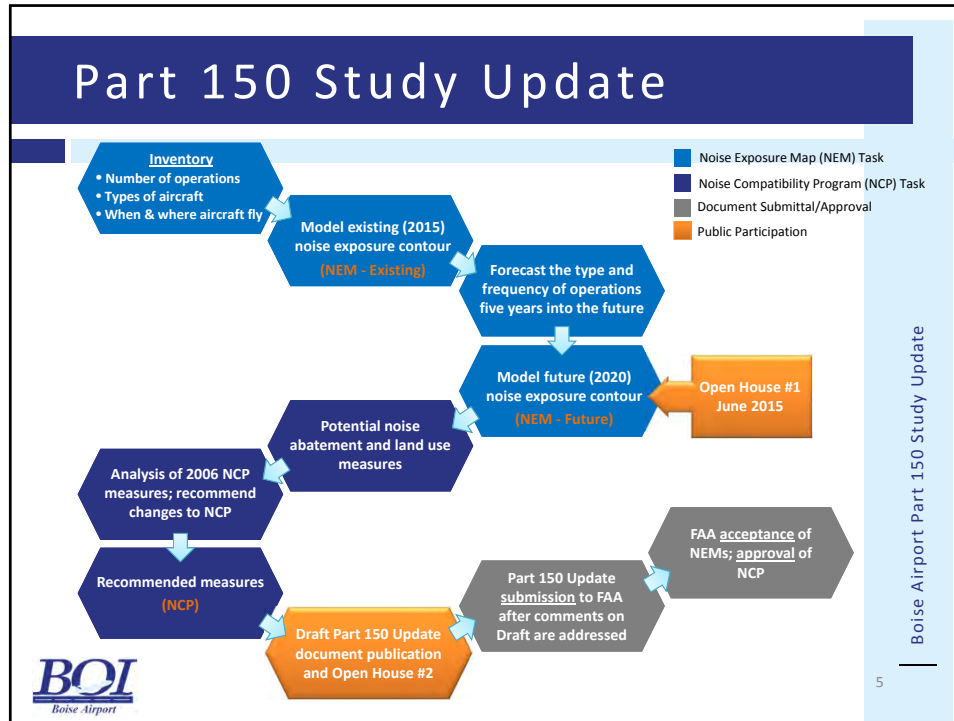 Part 150 Study Update
Inventory
• Number of operations
• Types of aircraft
• When & where aircraft fly
Model existing (2015)
noise exposure contour
(NEM - Existing)
Forecast the type and
frequency of operations
five years into the future
Model future (2020)
noise exposure contour
(NEM - Future)
Open House #1
June 2015
Potential noise
abatement and land use
measures
Analysis of 2006 NCP
measures; recommend
changes to NCP
Recommended measures
(NCP)
Draft Part 150 Update
document publication
and Open House #2
Part 150 Update
submission to FAA
after comments on
Draft are addressed
FAA acceptance of
NEMs; approval of
NCP
Noise Exposure Map (NEM) Task
Noise Compatibility Program (NCP) Task
Document Submittal/Approval
Public Participation
Boise Airport Part 150 Study Update
BOI
Boise Airport
5